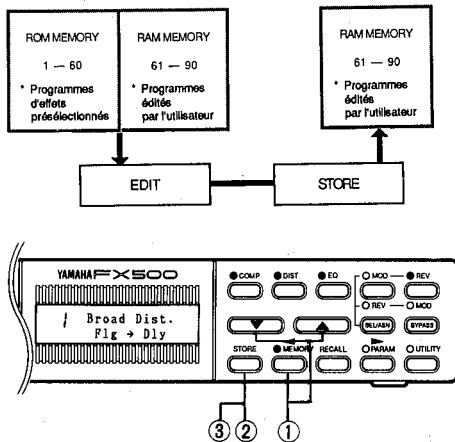 ROM MEMORY
1 — 60
* Programmes
d'effets
présélectionnés
RAM MEMORY
61 — 90
* Programmes
édités
par l'utilisateur
RAM MEMORY
61 — 90
* Programmes
édités
par l'utilisateur
EDIT
STORE
YAMAHA FX500
1 Broad Dist.
Flg → Dly
COMP DIST EQ MOD REV
REV MOD
SEL/ASN BYPASS
STORE MEMORY RECALL PARAM UTILITY
③ ② ①